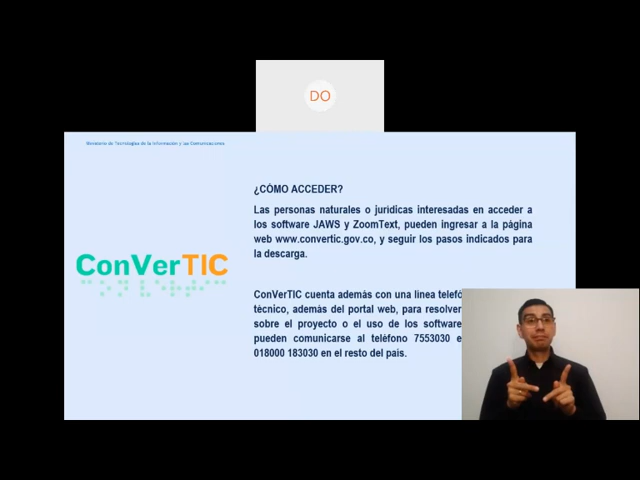 DO
Ministerio de Tecnologías de la Información y las Comunicaciones
¿CÓMO ACCEDER?
Las personas naturales o jurídicas interesadas en acceder a
los software JAWS y ZoomText, pueden ingresar a la página
web www.convertic.gov.co, y seguir los pasos indicados para
la descarga.
ConVerTIC
ConVerTIC cuenta además con una línea
técnico, además del portal web, para resolver
sobre el proyecto o el uso de los software
pueden comunicarse al teléfono 7553030
018000 183030 en el resto del país.